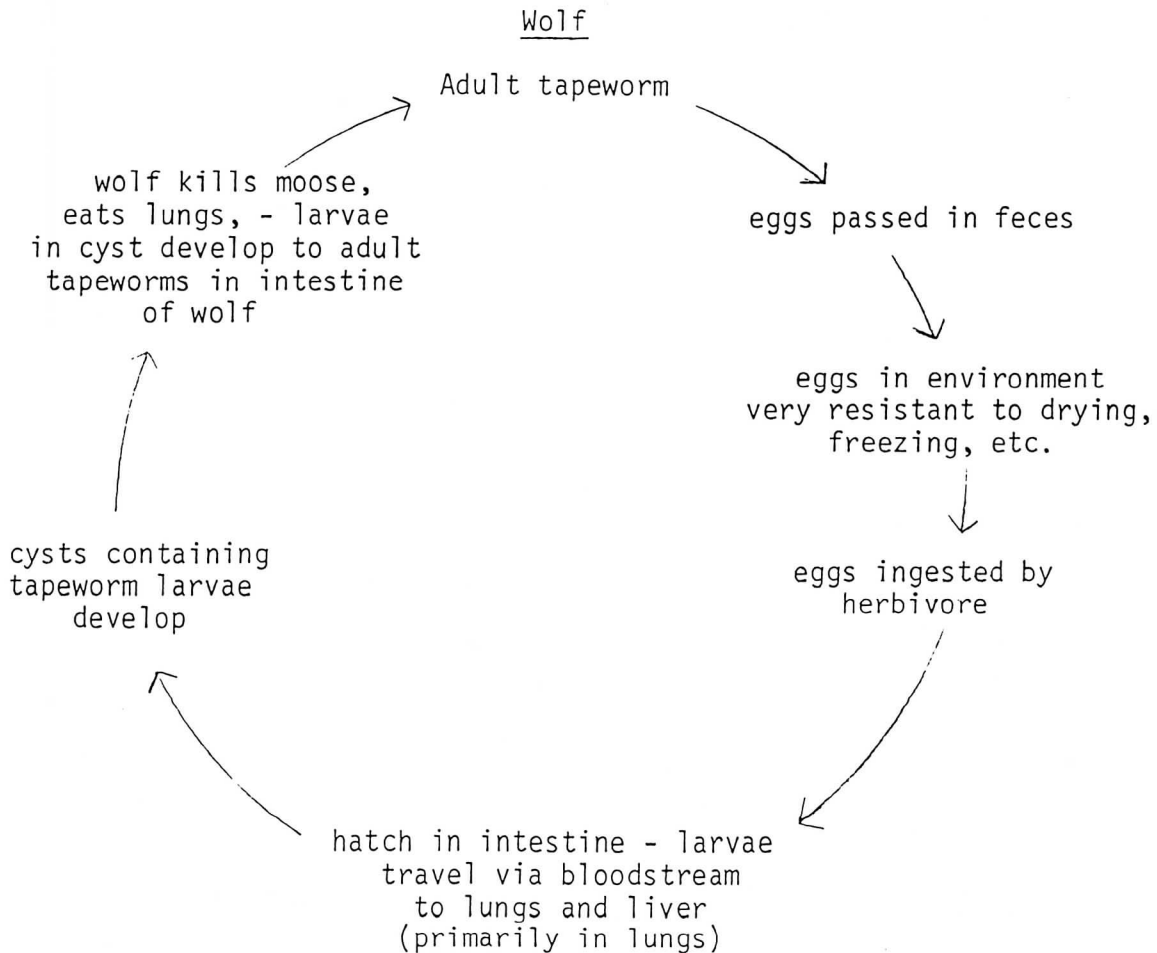 Wolf
Adult tapeworm
eggs passed in feces
eggs in environment
very resistant to drying,
freezing, etc.
eggs ingested by
herbivore
hatch in intestine - larvae
travel via bloodstream
to lungs and liver
(primarily in lungs)
cysts containing
tapeworm larvae
develop
wolf kills moose,
eats lungs, - larvae
in cyst develop to adult
tapeworms in intestine
of wolf